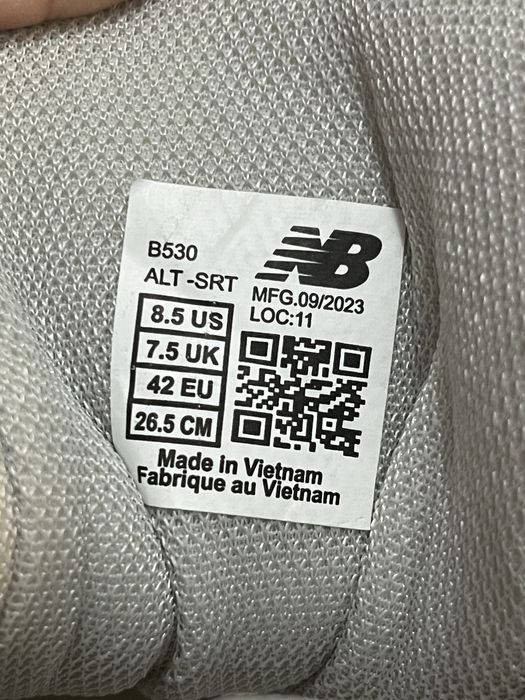 NB
B530
ALT -SRT
MFG.09/2023
LOC:11
8.5 US
7.5 UK
42 EU
26.5 CM
Made in Vietnam
Fabrique au Vietnam